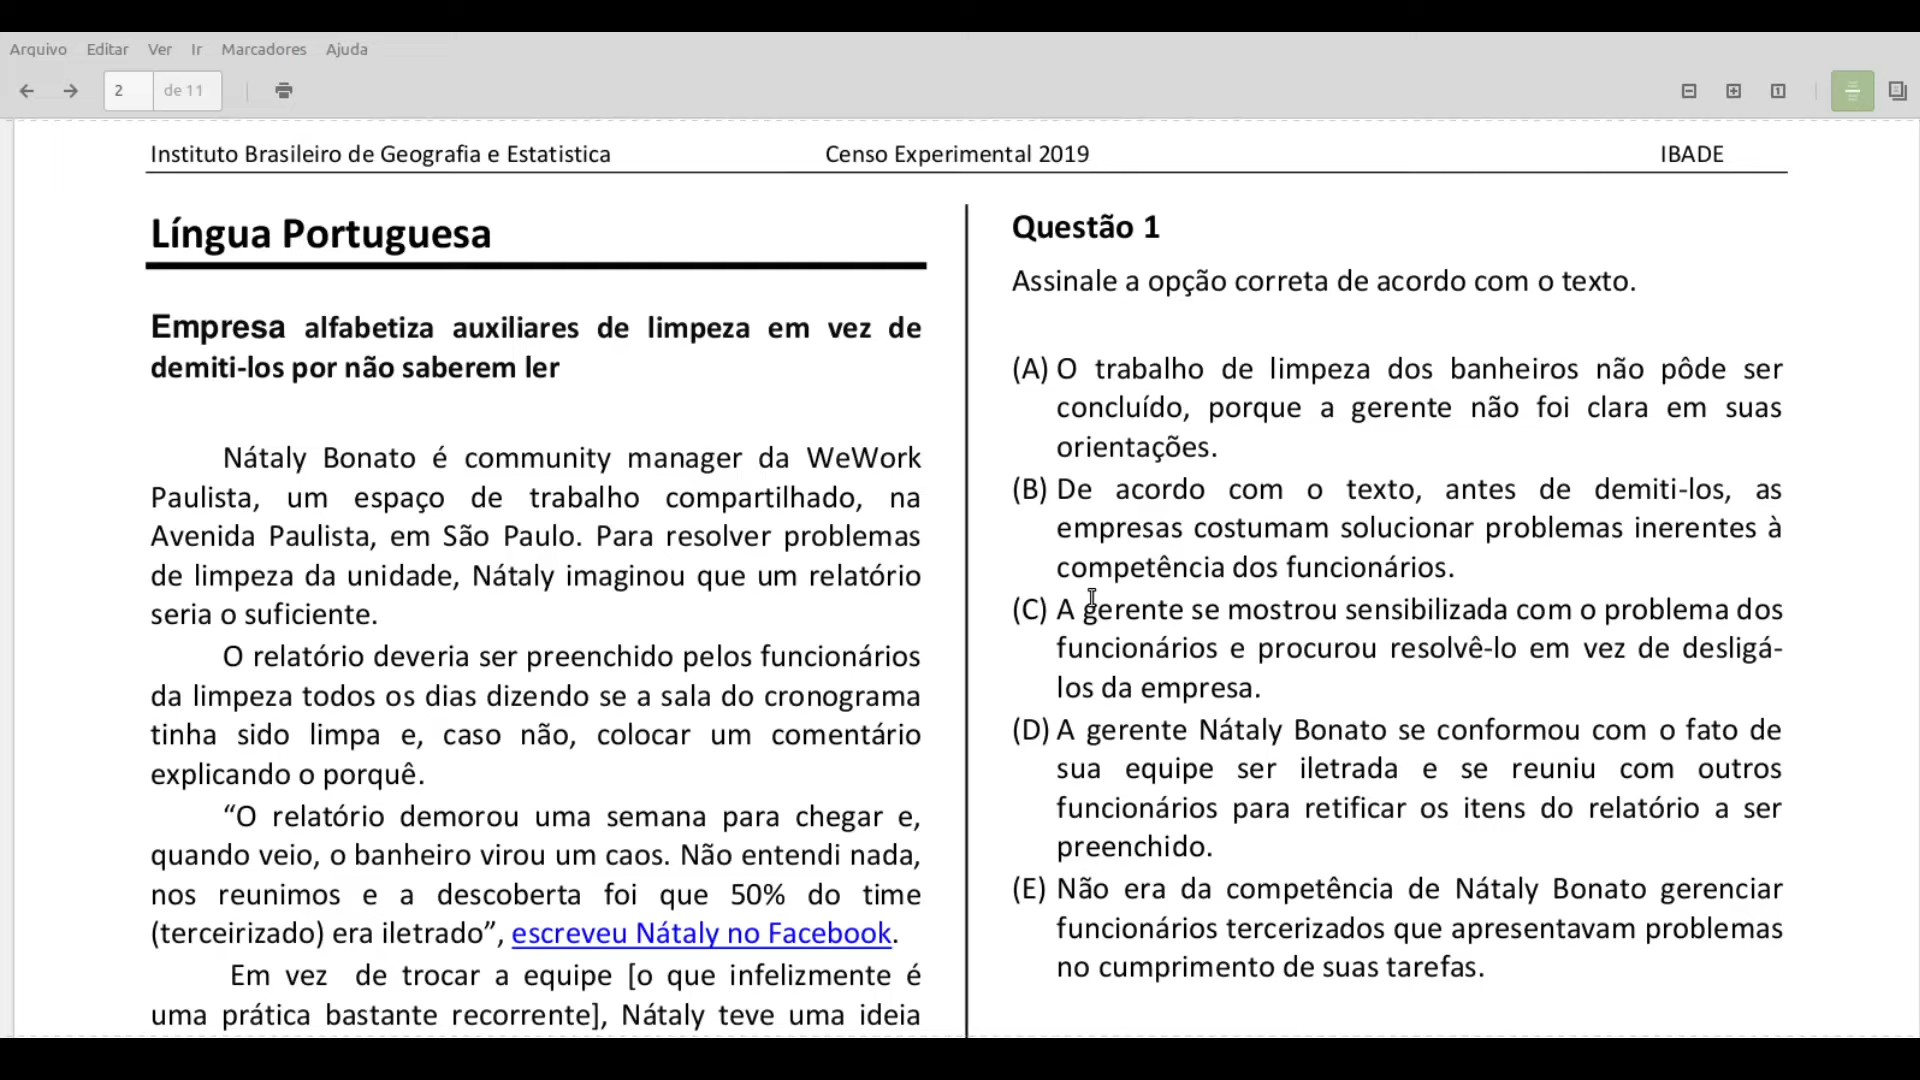 Arquivo Editar Ver Ir Marcadores Ajuda
2 de 11
Instituto Brasileiro de Geografia e Estatistica Censo Experimental 2019 IBADE
Língua Portuguesa
Empresa alfabetiza auxiliares de limpeza em vez de
demiti-los por não saberem ler
Nátaly Bonato é community manager da WeWork
Paulista, um espaço de trabalho compartilhado, na
Avenida Paulista, em São Paulo. Para resolver problemas
de limpeza da unidade, Nátaly imaginou que um relatório
seria o suficiente.
O relatório deveria ser preenchido pelos funcionários
da limpeza todos os dias dizendo se a sala do cronograma
tinha sido limpa e, caso não, colocar um comentário
explicando o porquê.
“O relatório demorou uma semana para chegar e,
quando veio, o banheiro virou um caos. Não entendi nada,
nos reunimos e a descoberta foi que 50% do time
(terceirizado) era iletrado”, escreveu Nátaly no Facebook.
Em vez de trocar a equipe [o que infelizmente é
uma prática bastante recorrente], Nátaly teve uma ideia
Questão 1
Assinale a opção correta de acordo com o texto.
(A) O trabalho de limpeza dos banheiros não pôde ser
concluído, porque a gerente não foi clara em suas
orientações.
(B) De acordo com o texto, antes de demiti-los, as
empresas costumam solucionar problemas inerentes à
competência dos funcionários.
(C) A gerente se mostrou sensibilizada com o problema dos
funcionários e procurou resolvê-lo em vez de desligá-
los da empresa.
(D) A gerente Nátaly Bonato se conformou com o fato de
sua equipe ser iletrada e se reuniu com outros
funcionários para retificar os itens do relatório a ser
preenchido.
(E) Não era da competência de Nátaly Bonato gerenciar
funcionários tercerizados que apresentavam problemas
no cumprimento de suas tarefas.